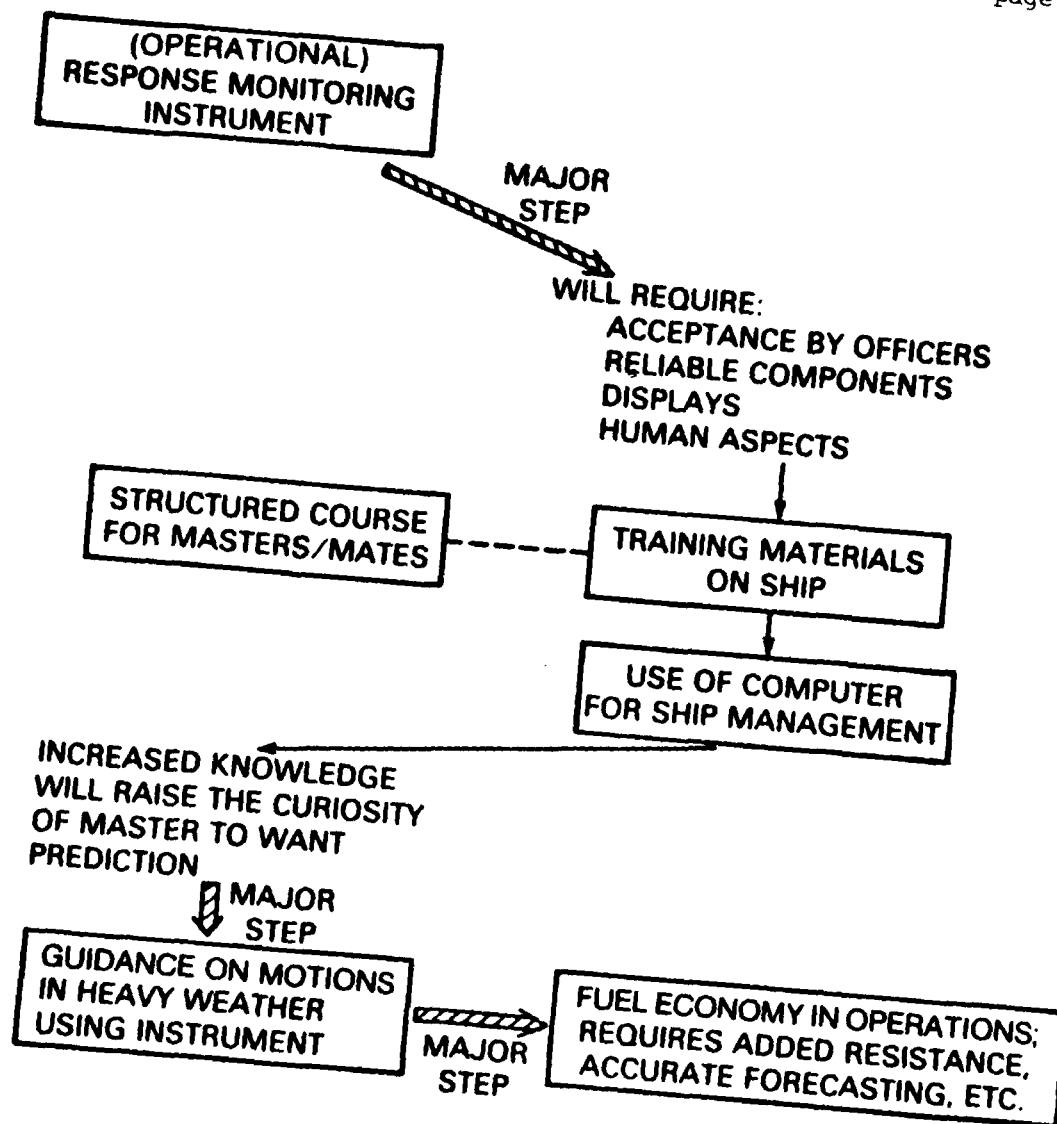 page
(OPERATIONAL)
RESPONSE MONITORING
INSTRUMENT
MAJOR
STEP
WILL REQUIRE:
ACCEPTANCE BY OFFICERS
RELIABLE COMPONENTS
DISPLAYS
HUMAN ASPECTS
STRUCTURED COURSE
FOR MASTERS/MATES
TRAINING MATERIALS
ON SHIP
USE OF COMPUTER
FOR SHIP MANAGEMENT
INCREASED KNOWLEDGE
WILL RAISE THE CURIOSITY
OF MASTER TO WANT
PREDICTION
MAJOR
STEP
GUIDANCE ON MOTIONS
IN HEAVY WEATHER
USING INSTRUMENT
MAJOR
STEP
FUEL ECONOMY IN OPERATIONS;
REQUIRES ADDED RESISTANCE,
ACCURATE FORECASTING, ETC.